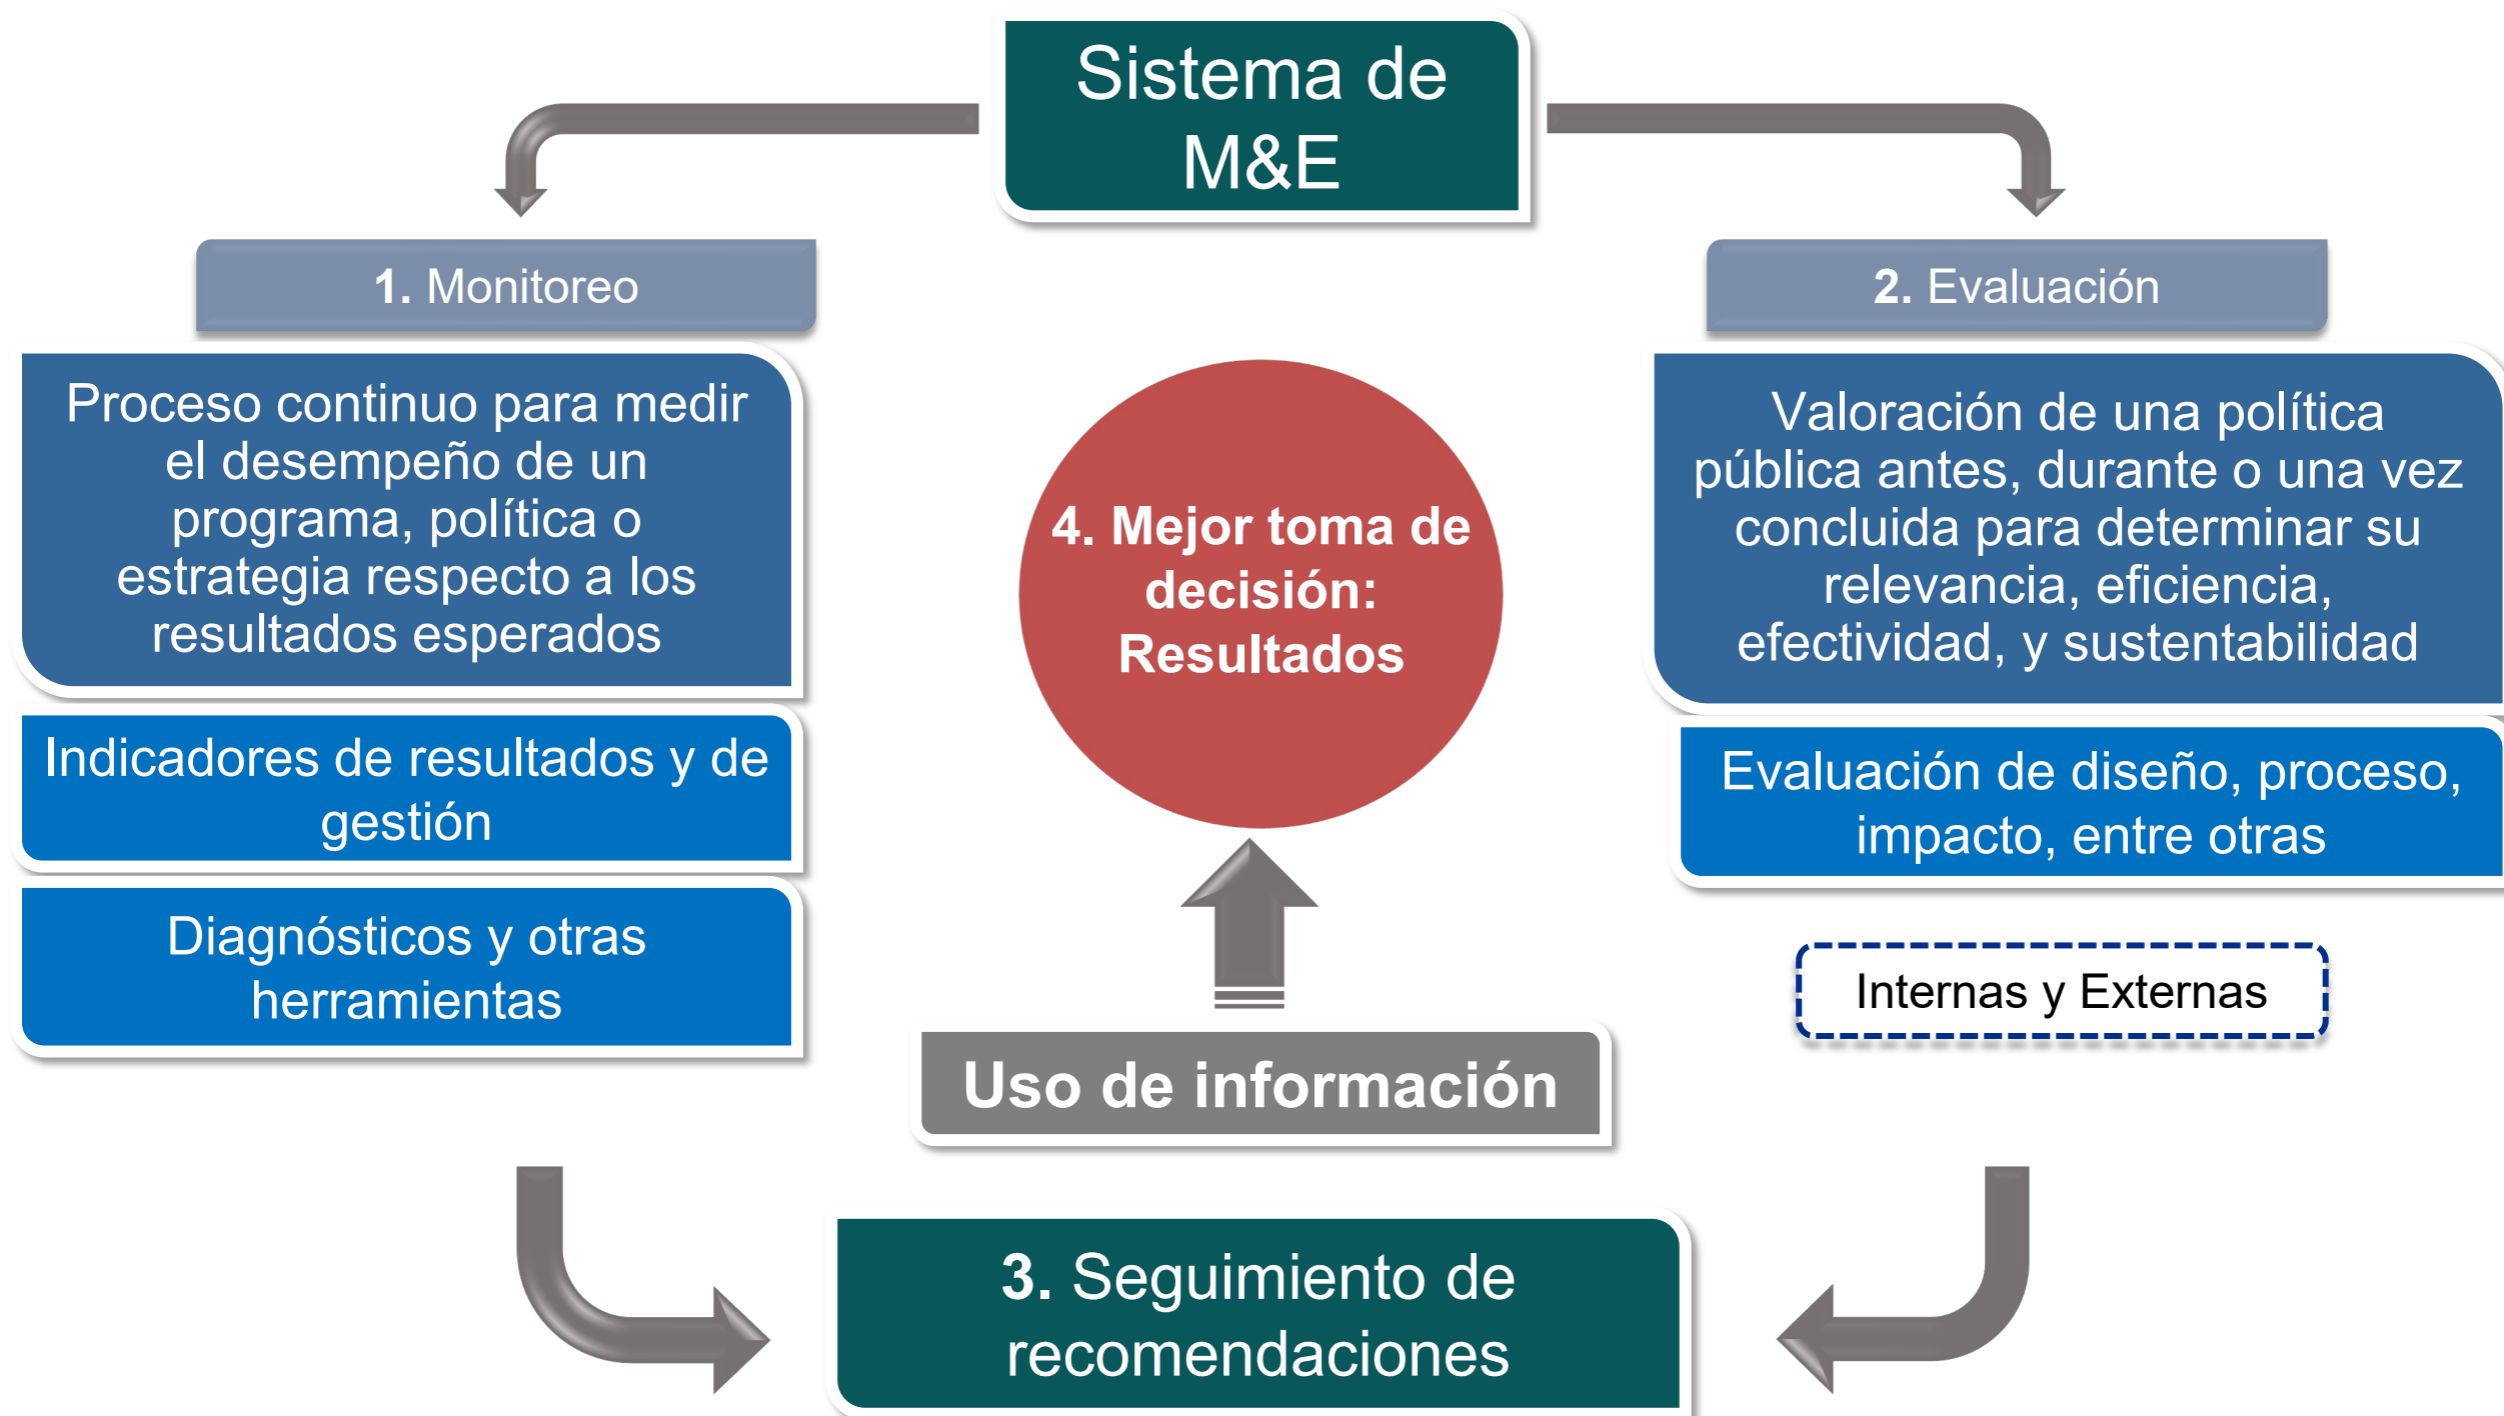 Sistema de
M&E
1. Monitoreo
Proceso continuo para medir
el desempeño de un
programa, política o
estrategia respecto a los
resultados esperados
Indicadores de resultados y de
gestión
Diagnósticos y otras
herramientas
2. Evaluación
Valoración de una política
pública antes, durante o una vez
concluida para determinar su
relevancia, eficiencia,
efectividad, y sustentabilidad
Evaluación de diseño, proceso,
impacto, entre otras
Internas y Externas
3. Seguimiento de
recomendaciones
Uso de información
4. Mejor toma de
decisión:
Resultados